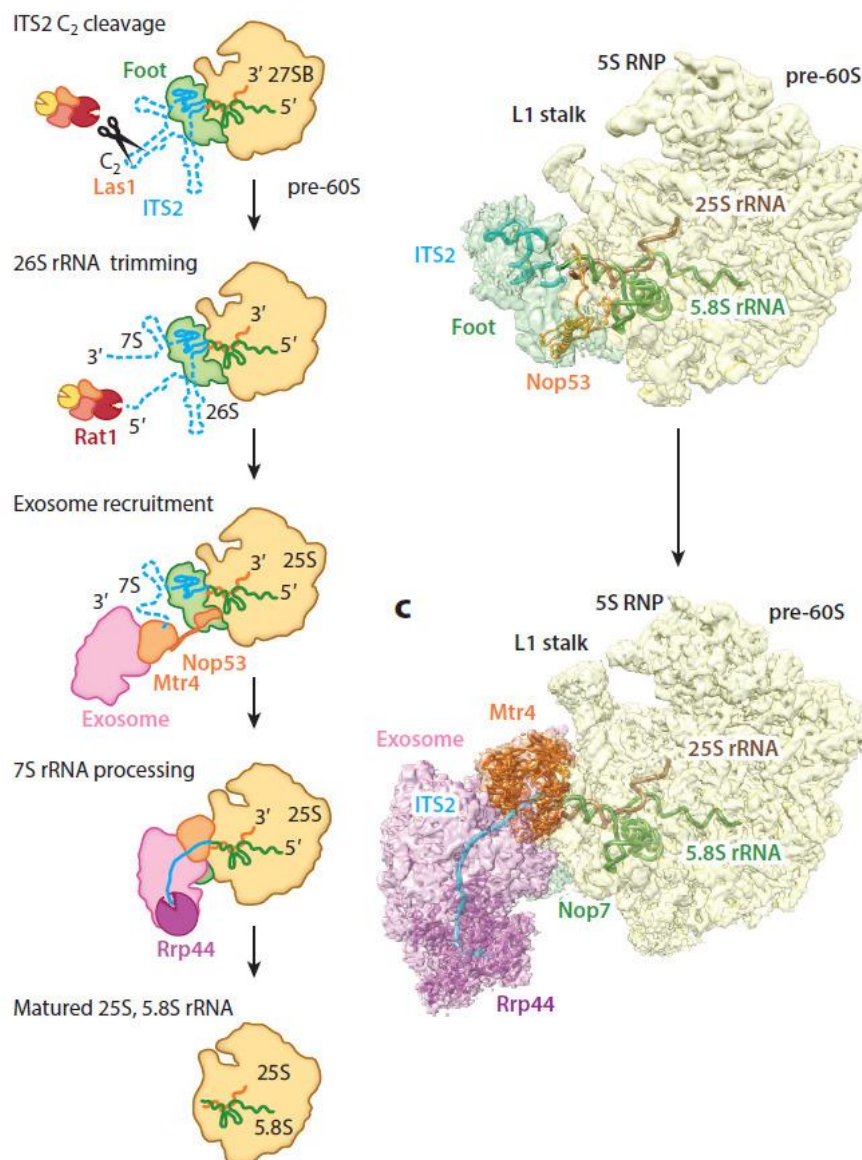 ITS2 C2 cleavage
Foot
3′ 27SB
5′
C2
Las1
ITS2
pre-60S
26S rRNA trimming
3′
5′
7S
3′
26S
5′
Rat1
Exosome recruitment
3′ 25S
5′
7S
3′
Nop53
Mtr4
Exosome
7S rRNA processing
3′ 25S
5′
Rrp44
Matured 25S, 5.8S rRNA
25S
5.8S
5S RNP
pre-60S
L1 stalk
25S rRNA
ITS2
5.8S rRNA
Foot
Nop53
c
5S RNP
pre-60S
L1 stalk
Mtr4
Exosome
25S rRNA
ITS2
5.8S rRNA
Nop7
Rrp44